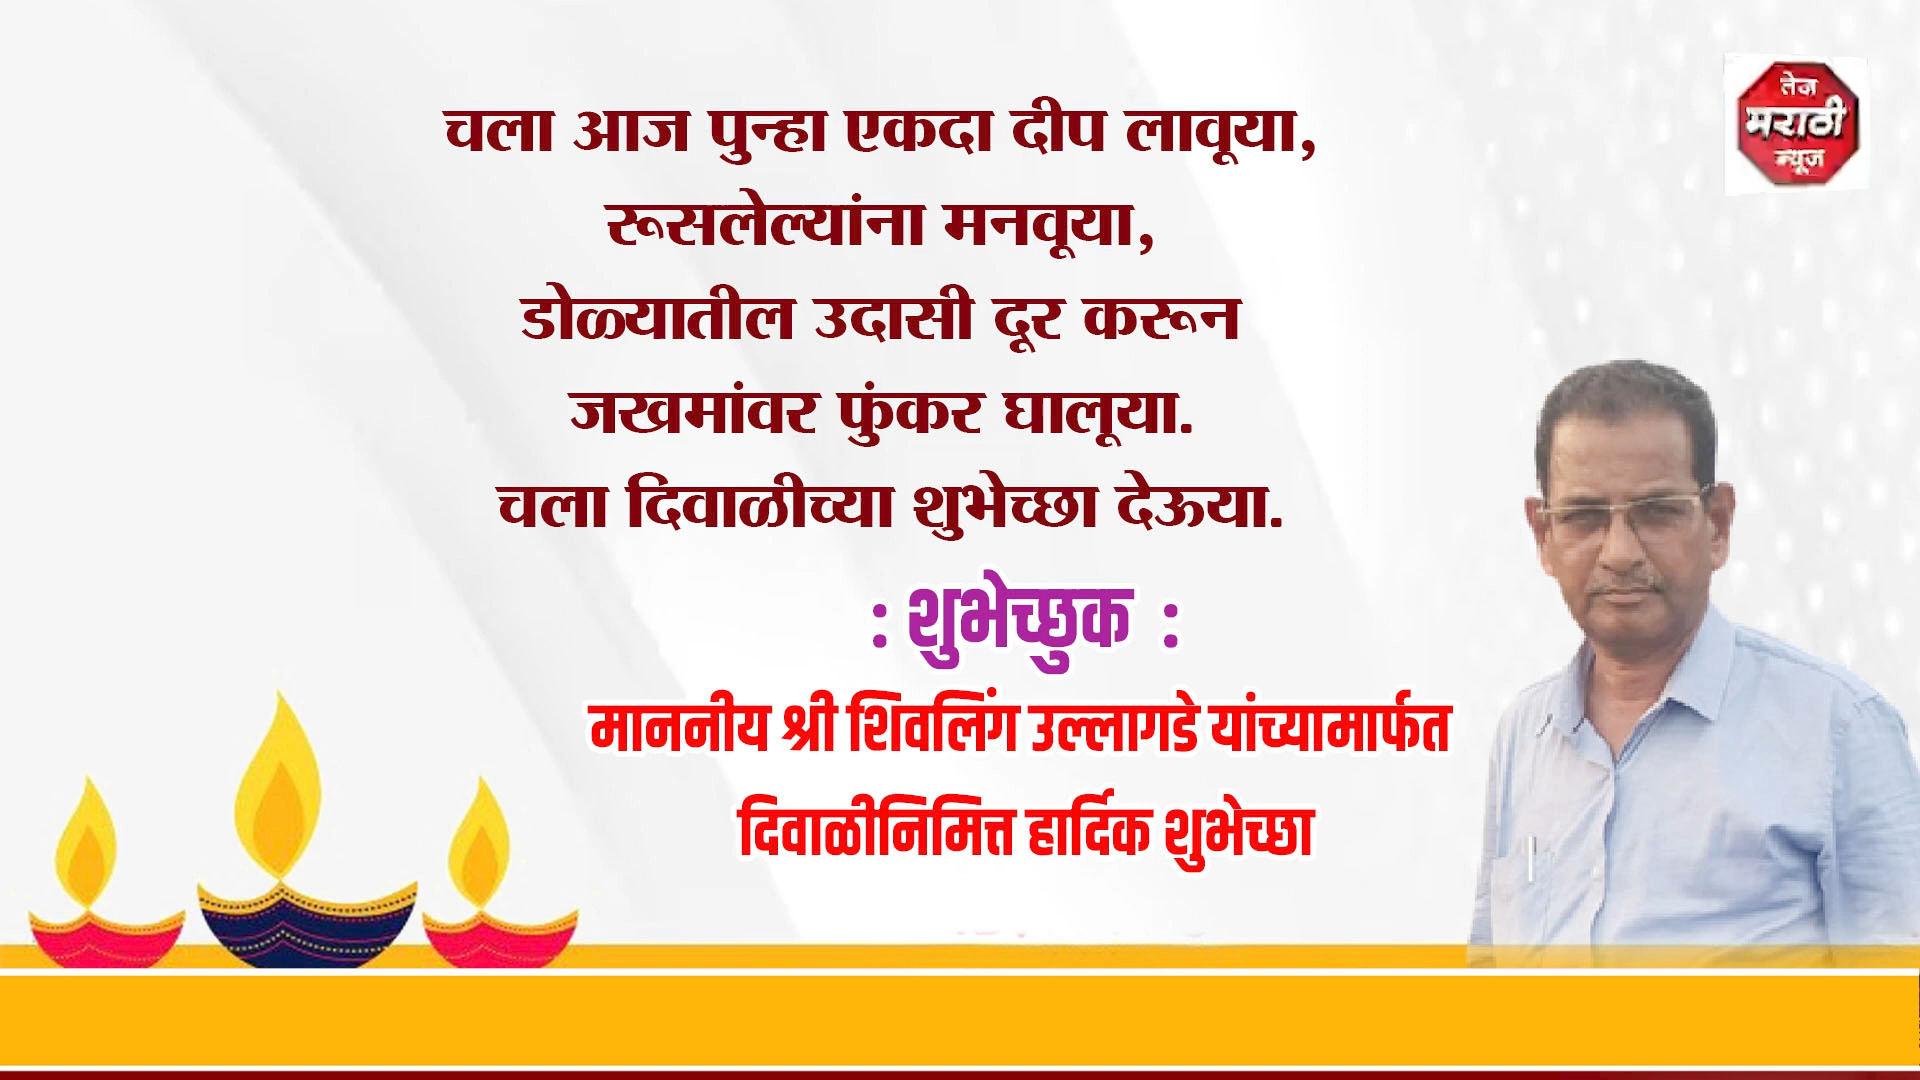 चला आज पुन्हा एकदा दीप लावूया,
रूसलेल्यांना मनवूया,
डोळ्यातील उदासी दूर करून
जखमांवर फुंकर घालूया.
चला दिवाळीच्या शुभेच्छा देऊया.
: शुभेच्छुक :
माननीय श्री शिवलिंग उल्लागडे यांच्यामार्फत
दिवाळीनिमित्त हार्दिक शुभेच्छा
तेज
मराठी
न्यूज